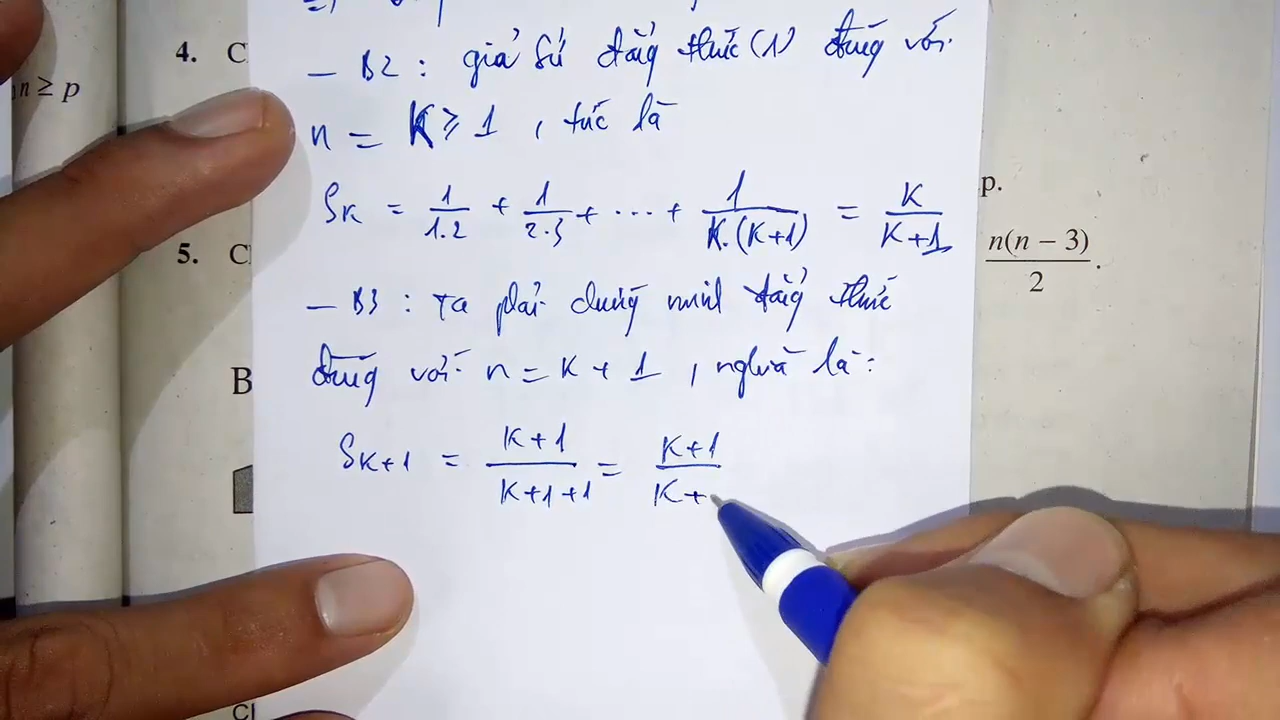 4. C
n ≥ p
– B2 : giả sử đẳng thức (1) đúng với
n = K ≥ 1 , tức là
p.
S_K = 1/1.2 + 1/2.3 + ... + 1/K.(K+1) = K/K+1
5. C
n(n − 3)/2 .
– B3 : Ta phải chứng minh đẳng thức
đúng với n = K + 1 , nghĩa là :
B
S_K+1 = K+1/K+1+1 = K+1/K+